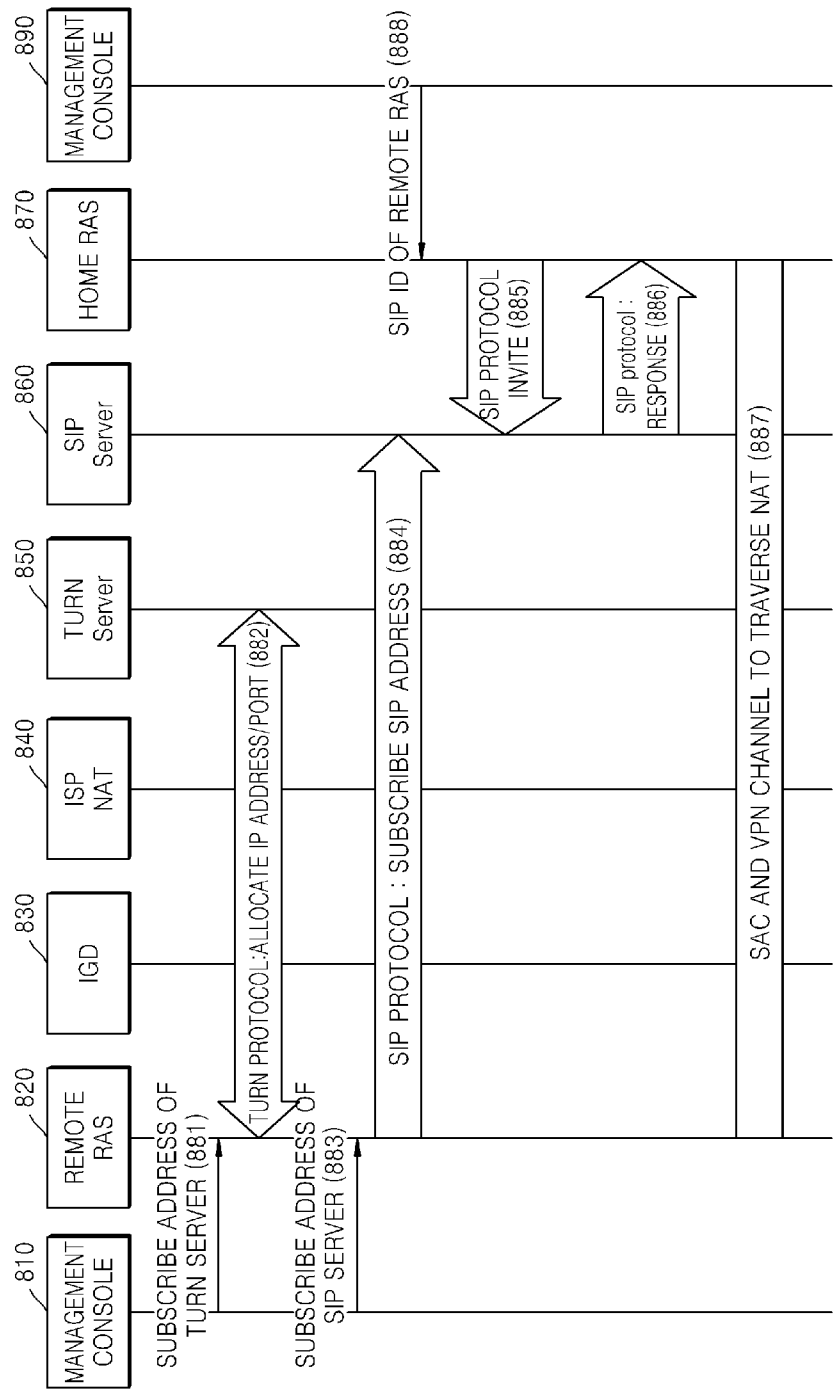 810
MANAGEMENT
CONSOLE
820
REMOTE
RAS
830
IGD
840
ISP
NAT
850
TURN
Server
860
SIP
Server
870
HOME RAS
890
MANAGEMENT
CONSOLE
SUBSCRIBE ADDRESS OF
TURN SERVER (881)
TURN PROTOCOL:ALLOCATE IP ADDRESS/PORT (882)
SUBSCRIBE ADDRESS OF
SIP SERVER (883)
SIP PROTOCOL : SUBSCRIBE SIP ADDRESS (884)
SIP ID OF REMOTE RAS (888)
SIP PROTOCOL
INVITE (885)
SIP protocol :
RESPONSE (886)
SAC AND VPN CHANNEL TO TRAVERSE NAT (887)